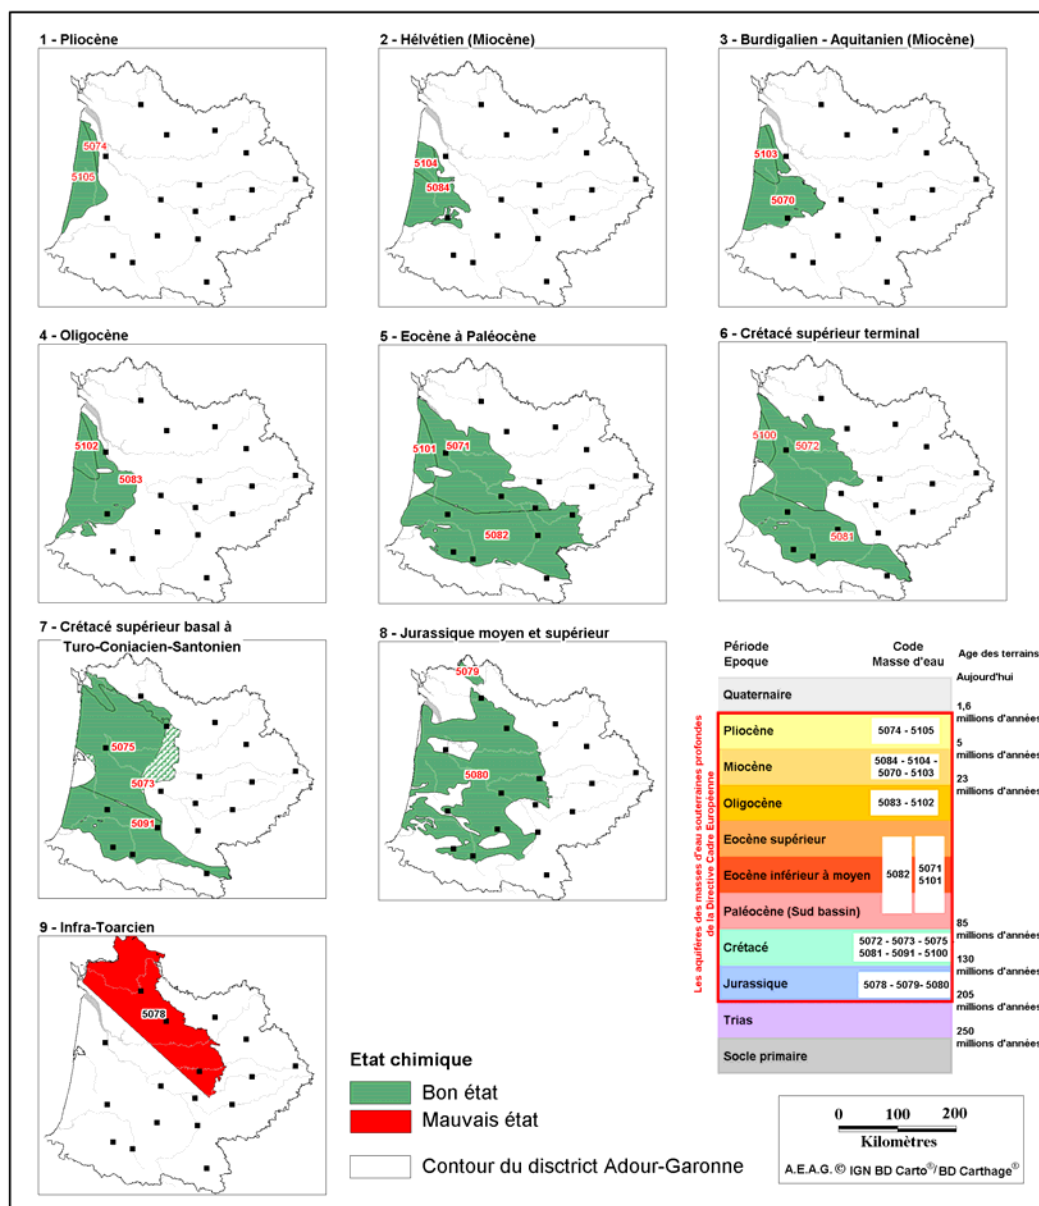 1 - Pliocène
5074
5105
2 - Hélvétien (Miocène)
5104
5084
3 - Burdigalien - Aquitanien (Miocène)
5103
5070
4 - Oligocène
5102
5083
5 - Eocène à Paléocène
5101
5071
5082
6 - Crétacé supérieur terminal
5100
5072
5081
7 - Crétacé supérieur basal à
Turo-Coniacien-Santonien
5075
5073
5091
8 - Jurassique moyen et supérieur
5079
5080
9 - Infra-Toarcien
5078
Etat chimique
Bon état
Mauvais état
Contour du disctrict Adour-Garonne
Période
Epoque
Code
Masse d'eau
Age des terrains
Aujourd'hui
Quaternaire
1,6
millions d'années
Pliocène
5074 - 5105
5
millions d'années
Miocène
5084 - 5104 -
5070 - 5103
23
millions d'années
Oligocène
5083 - 5102
Eocène supérieur
Eocène inférieur à moyen
5082
5071
5101
Paléocène (Sud bassin)
85
millions d'années
Crétacé
5072 - 5073 - 5075
5081 - 5091 - 5100
130
millions d'années
Jurassique
5078 - 5079- 5080
205
millions d'années
Trias
250
millions d'années
Socle primaire
Les aquifères des masses d'eau souterraines profondes
de la Directive Cadre Européenne
0 100 200
Kilomètres
A.E.A.G. © IGN BD Carto®/BD Carthage®